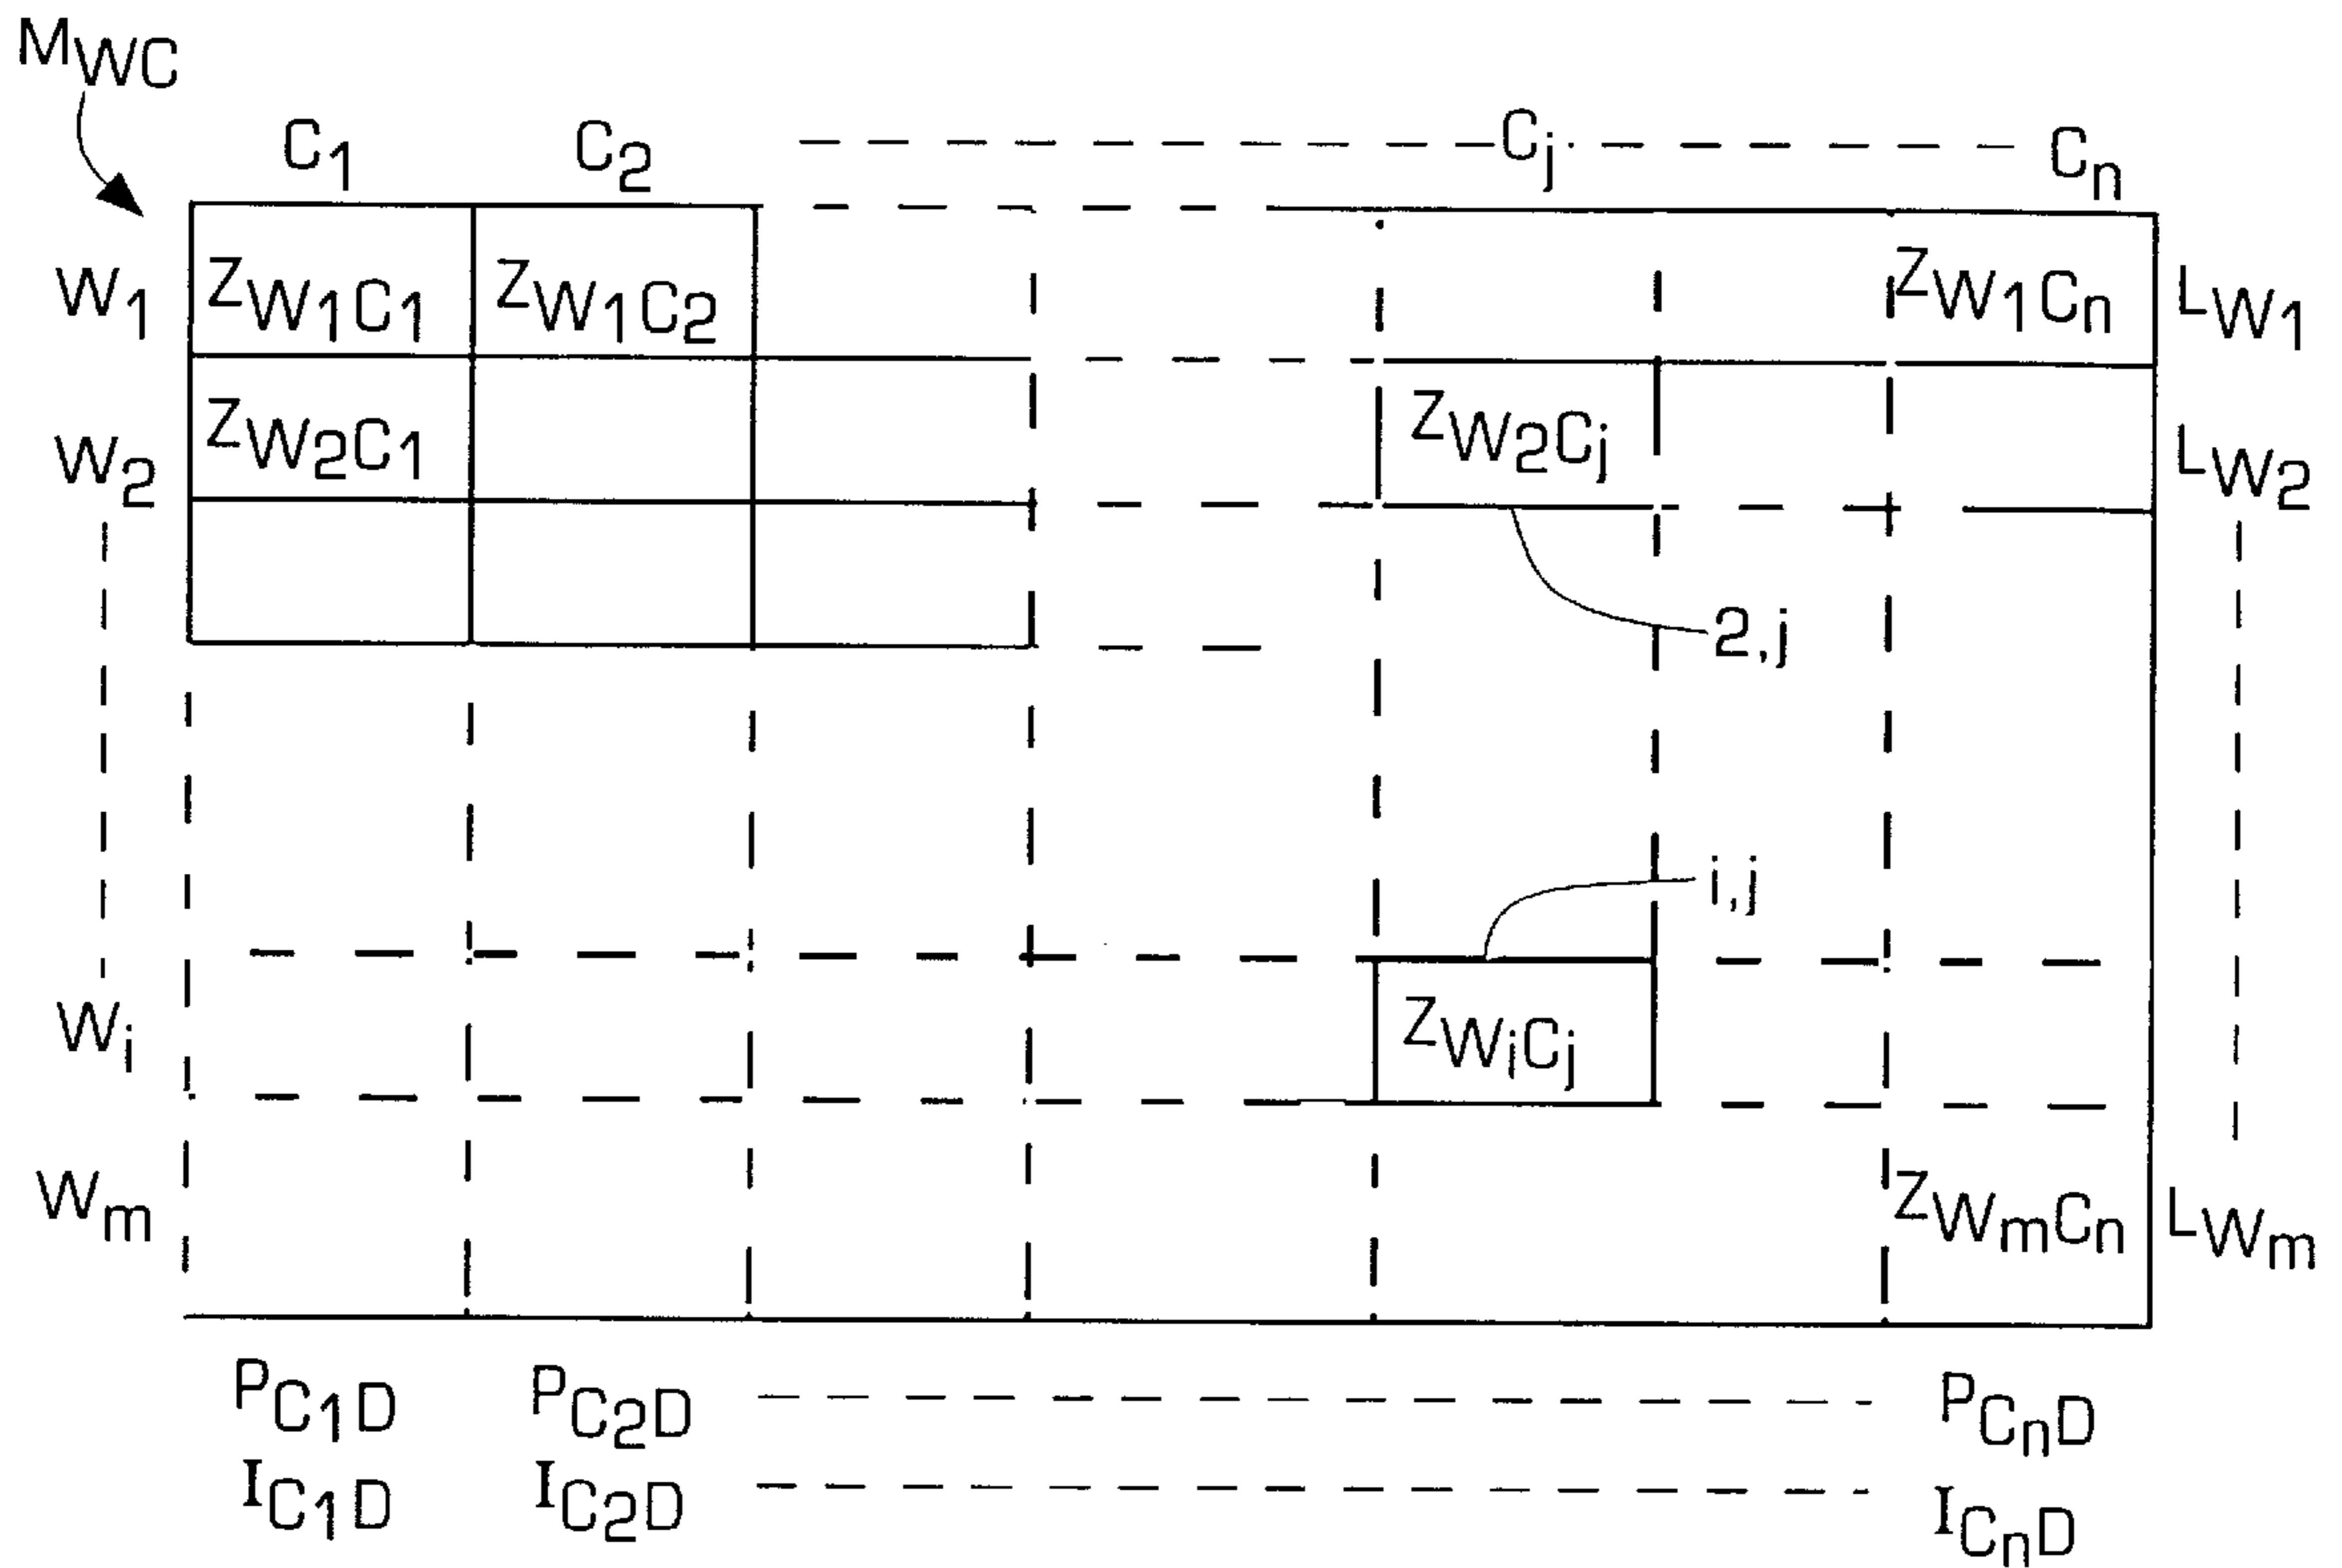 MWC
C1 C2 Cj Cn
W1 ZW1C1 ZW1C2 ZW1Cn LW1
W2 ZW2C1 ZW2Cj LW2
2,j
i,j
Wi ZWiCj
Wm ZWmCn LWm
PC1D PC2D PCnD
IC1D IC2D ICnD